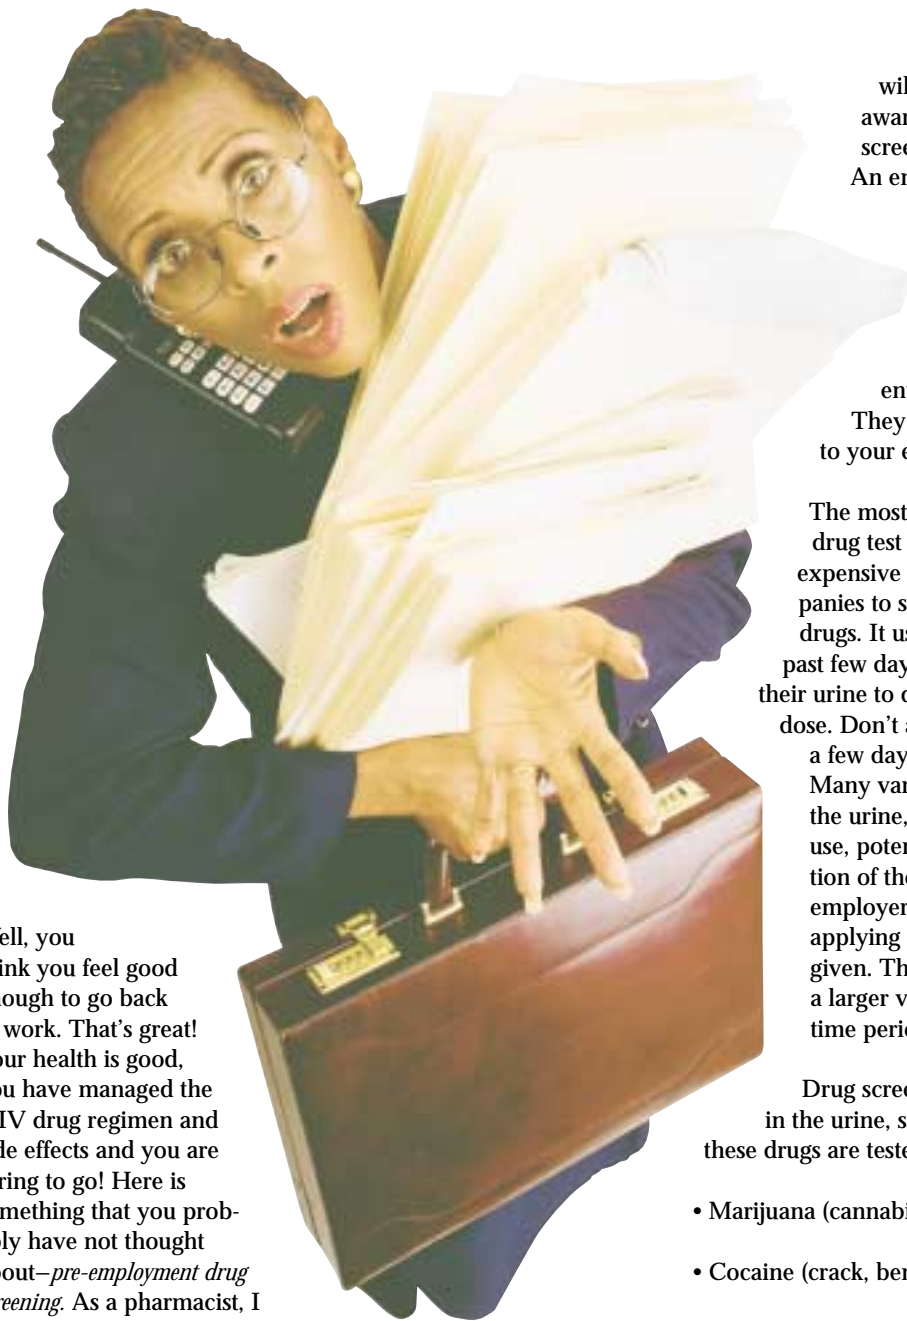 ell, you
ink you feel good
ough to go back
work. That's great!
our health is good,
ou have managed the
IV drug regimen and
de effects and you are
ring to go! Here is
mething that you prob-
bly have not thought
bout–pre-employment drug
reening. As a pharmacist, I
wil
awar
scree
An en
ent
They
to your e
The most
drug test
expensive
panies to s
drugs. It us
past few day
their urine to d
dose. Don't a
a few day
Many var
the urine,
use, poten
tion of the
employer
applying
given. Th
a larger v
time peri
Drug scree
in the urine, s
these drugs are teste
• Marijuana (cannabi
• Cocaine (crack, ben